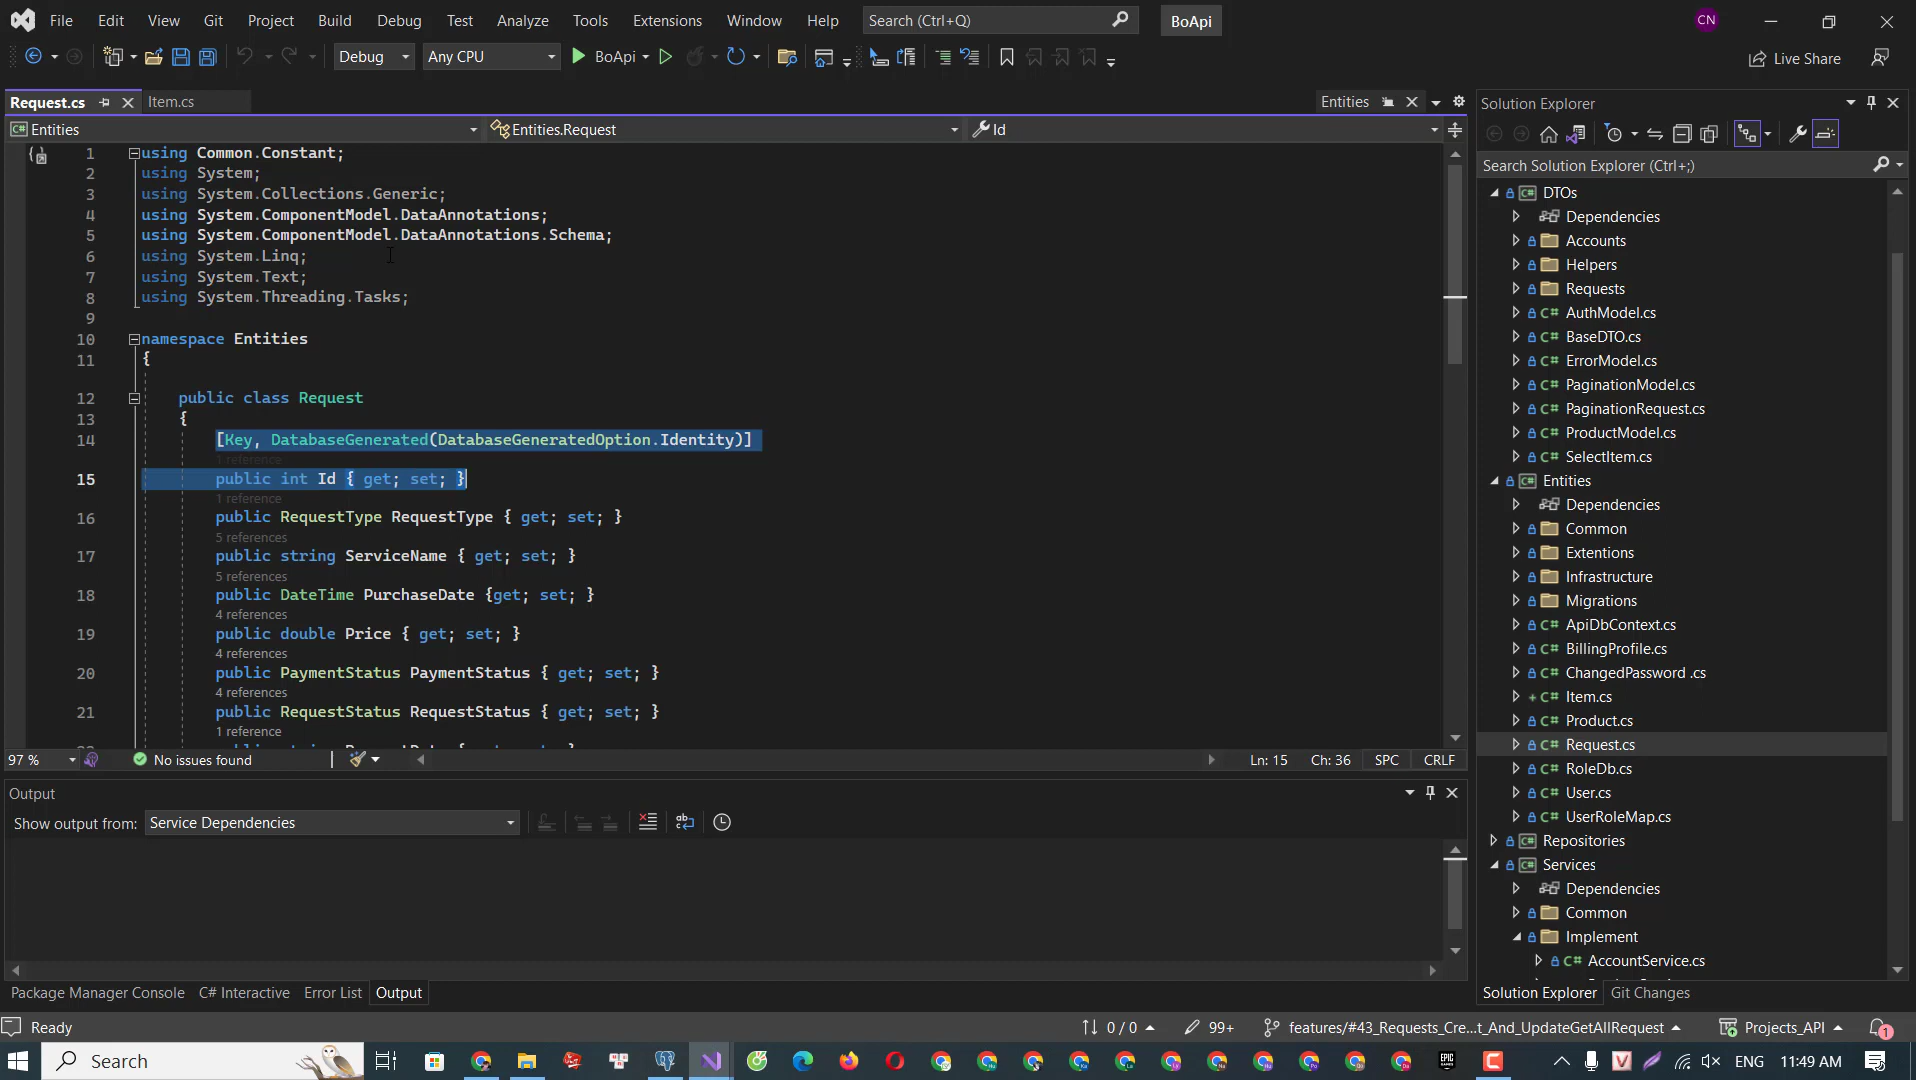 File Edit View Git Project Build Debug Test Analyze Tools Extensions Window Help Search (Ctrl+Q) BoApi CN
Debug Any CPU BoApi Live Share
Request.cs Item.cs Entities
Entities Entities.Request Id
1 using Common.Constant;
2 using System;
3 using System.Collections.Generic;
4 using System.ComponentModel.DataAnnotations;
5 using System.ComponentModel.DataAnnotations.Schema;
6 using System.Linq;
7 using System.Text;
8 using System.Threading.Tasks;
9
10 namespace Entities
11 {
12 public class Request
13 {
14 [Key, DatabaseGenerated(DatabaseGeneratedOption.Identity)]
1 reference
15 public int Id { get; set; }
1 reference
16 public RequestType RequestType { get; set; }
5 references
17 public string ServiceName { get; set; }
5 references
18 public DateTime PurchaseDate {get; set; }
4 references
19 public double Price { get; set; }
4 references
20 public PaymentStatus PaymentStatus { get; set; }
4 references
21 public RequestStatus RequestStatus { get; set; }
1 reference
97 % No issues found Ln: 15 Ch: 36 SPC CRLF
Output
Show output from: Service Dependencies
Package Manager Console C# Interactive Error List Output
Solution Explorer
Search Solution Explorer (Ctrl+;)
DTOs
Dependencies
Accounts
Helpers
Requests
C# AuthModel.cs
C# BaseDTO.cs
C# ErrorModel.cs
C# PaginationModel.cs
C# PaginationRequest.cs
C# ProductModel.cs
C# SelectItem.cs
Entities
Dependencies
Common
Extentions
Infrastructure
Migrations
C# ApiDbContext.cs
C# BillingProfile.cs
C# ChangedPassword .cs
C# Item.cs
C# Product.cs
C# Request.cs
C# RoleDb.cs
C# User.cs
C# UserRoleMap.cs
Repositories
Services
Dependencies
Common
Implement
C# AccountService.cs
Solution Explorer Git Changes
Ready 0 / 0 99+ features/#43_Requests_Cre...t_And_UpdateGetAllRequest Projects_API 1
Search ENG 11:49 AM